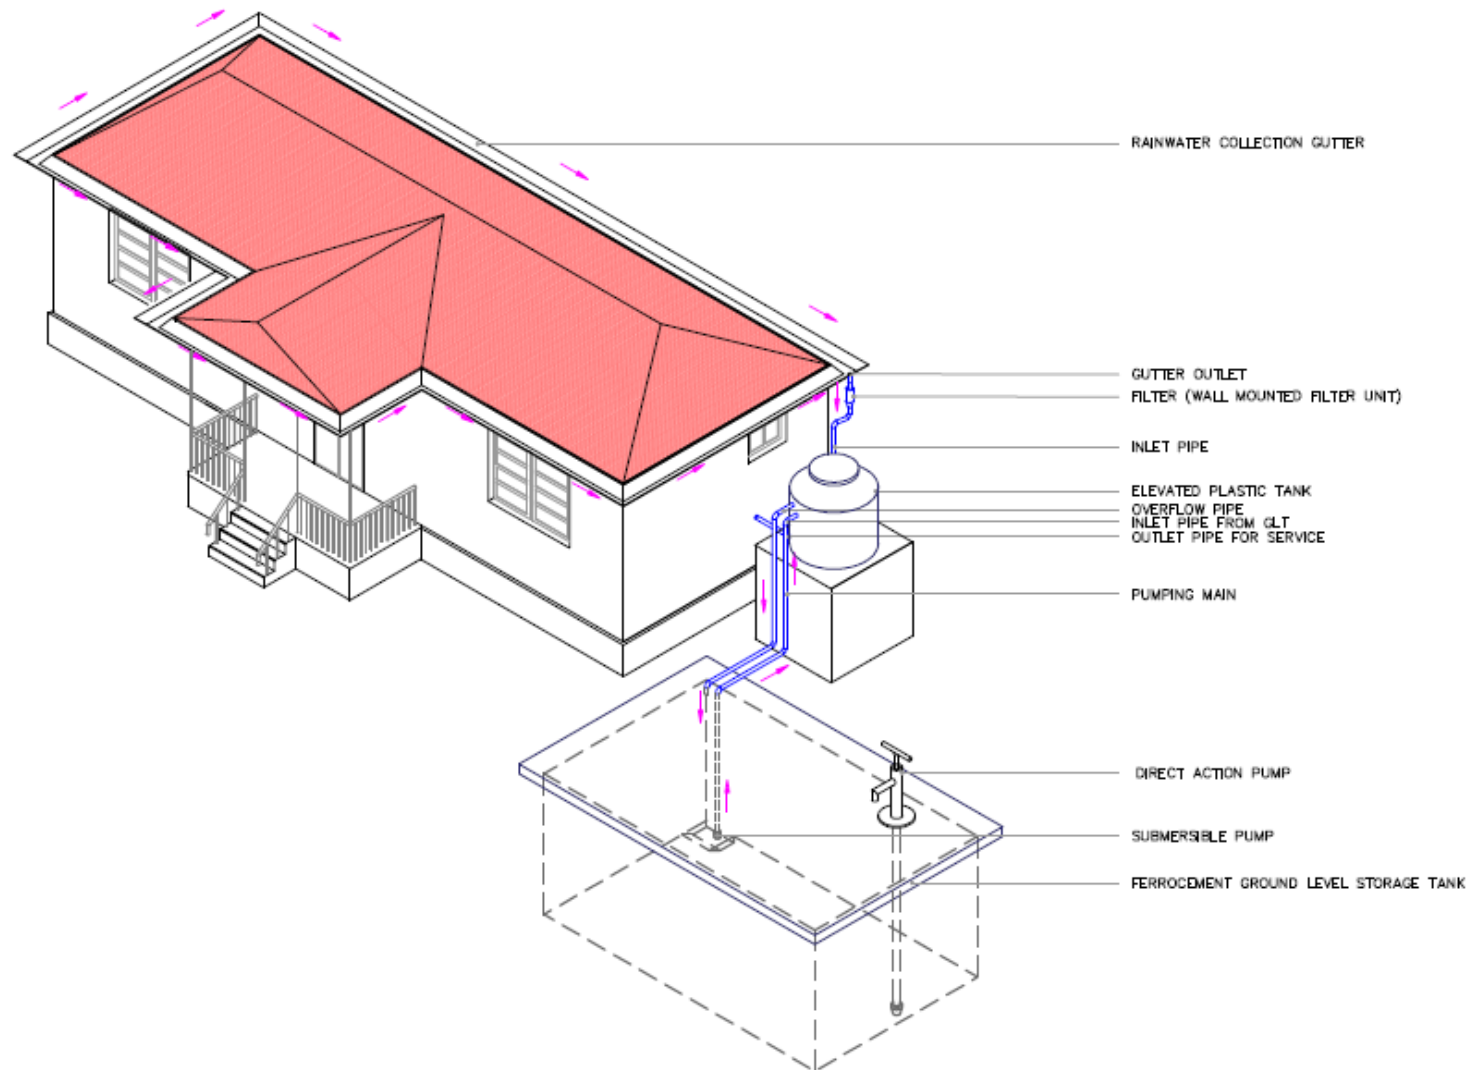 RAINWATER COLLECTION GUTTER
GUTTER OUTLET
FILTER (WALL MOUNTED FILTER UNIT)
INLET PIPE
ELEVATED PLASTIC TANK
OVERFLOW PIPE
INLET PIPE FROM GLT
OUTLET PIPE FOR SERVICE
PUMPING MAIN
DIRECT ACTION PUMP
SUBMERSIBLE PUMP
FERROCEMENT GROUND LEVEL STORAGE TANK